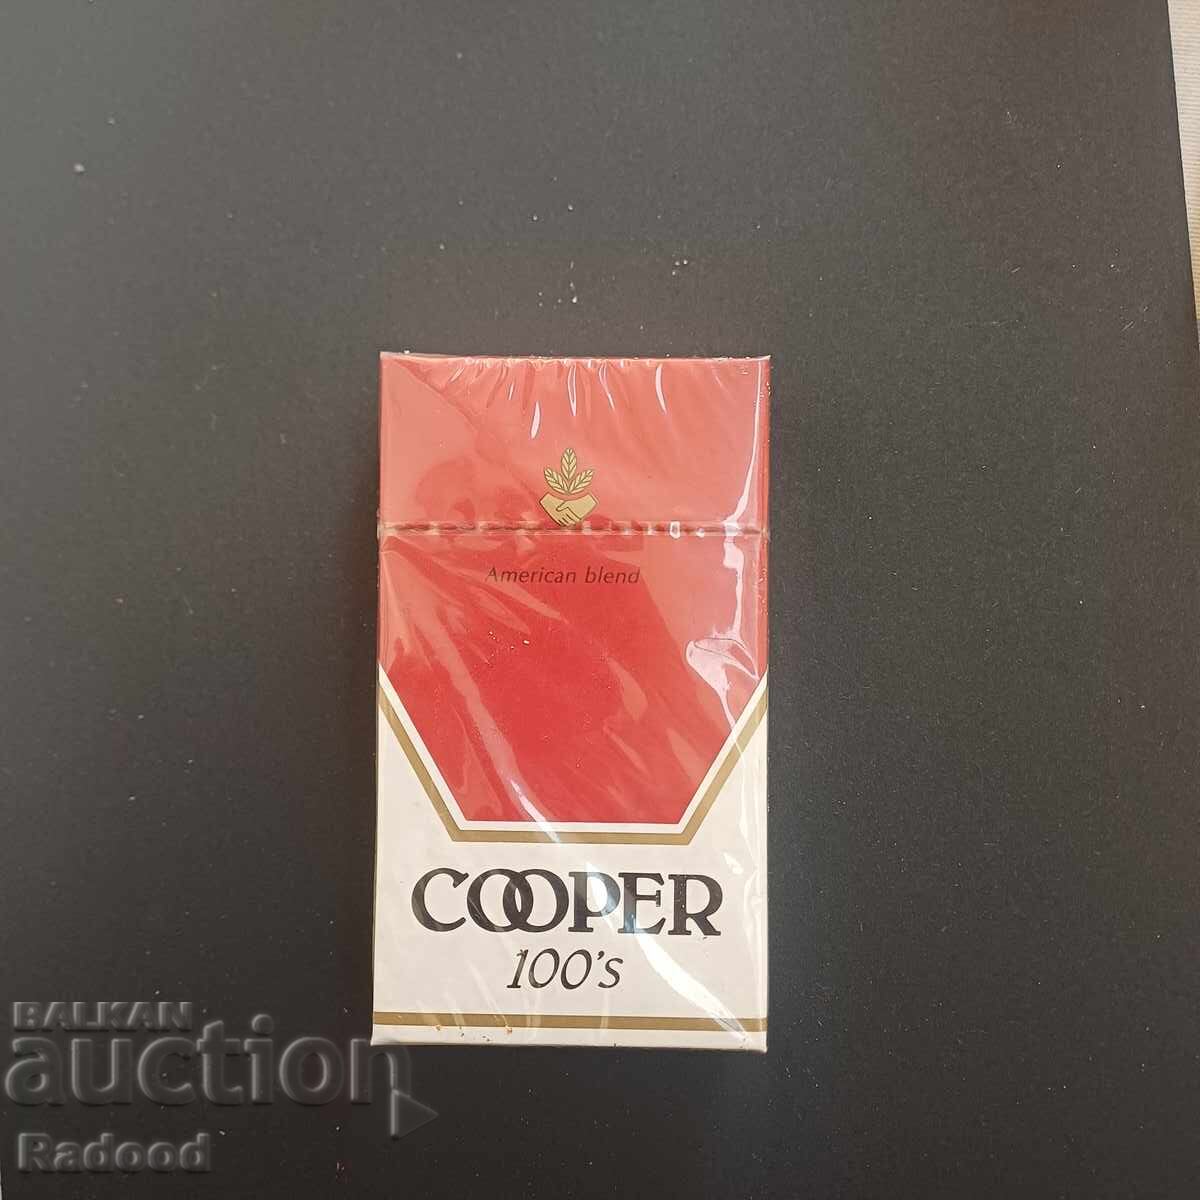 American blend
COOPER
100's
BALKAN
auction
Radood